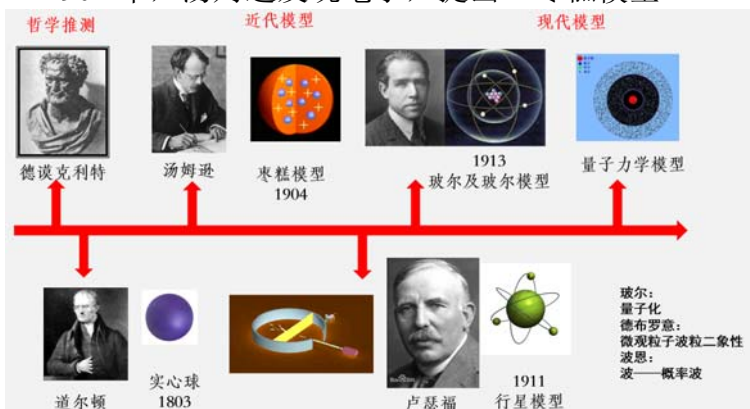 哲学推测
近代模型
现代模型
德谟克利特
汤姆逊
枣糕模型
1904
1913
玻尔及玻尔模型
量子力学模型
道尔顿
实心球
1803
卢瑟福
1911
行星模型
玻尔：
量子化
德布罗意：
微观粒子波粒二象性
波恩：
波——概率波